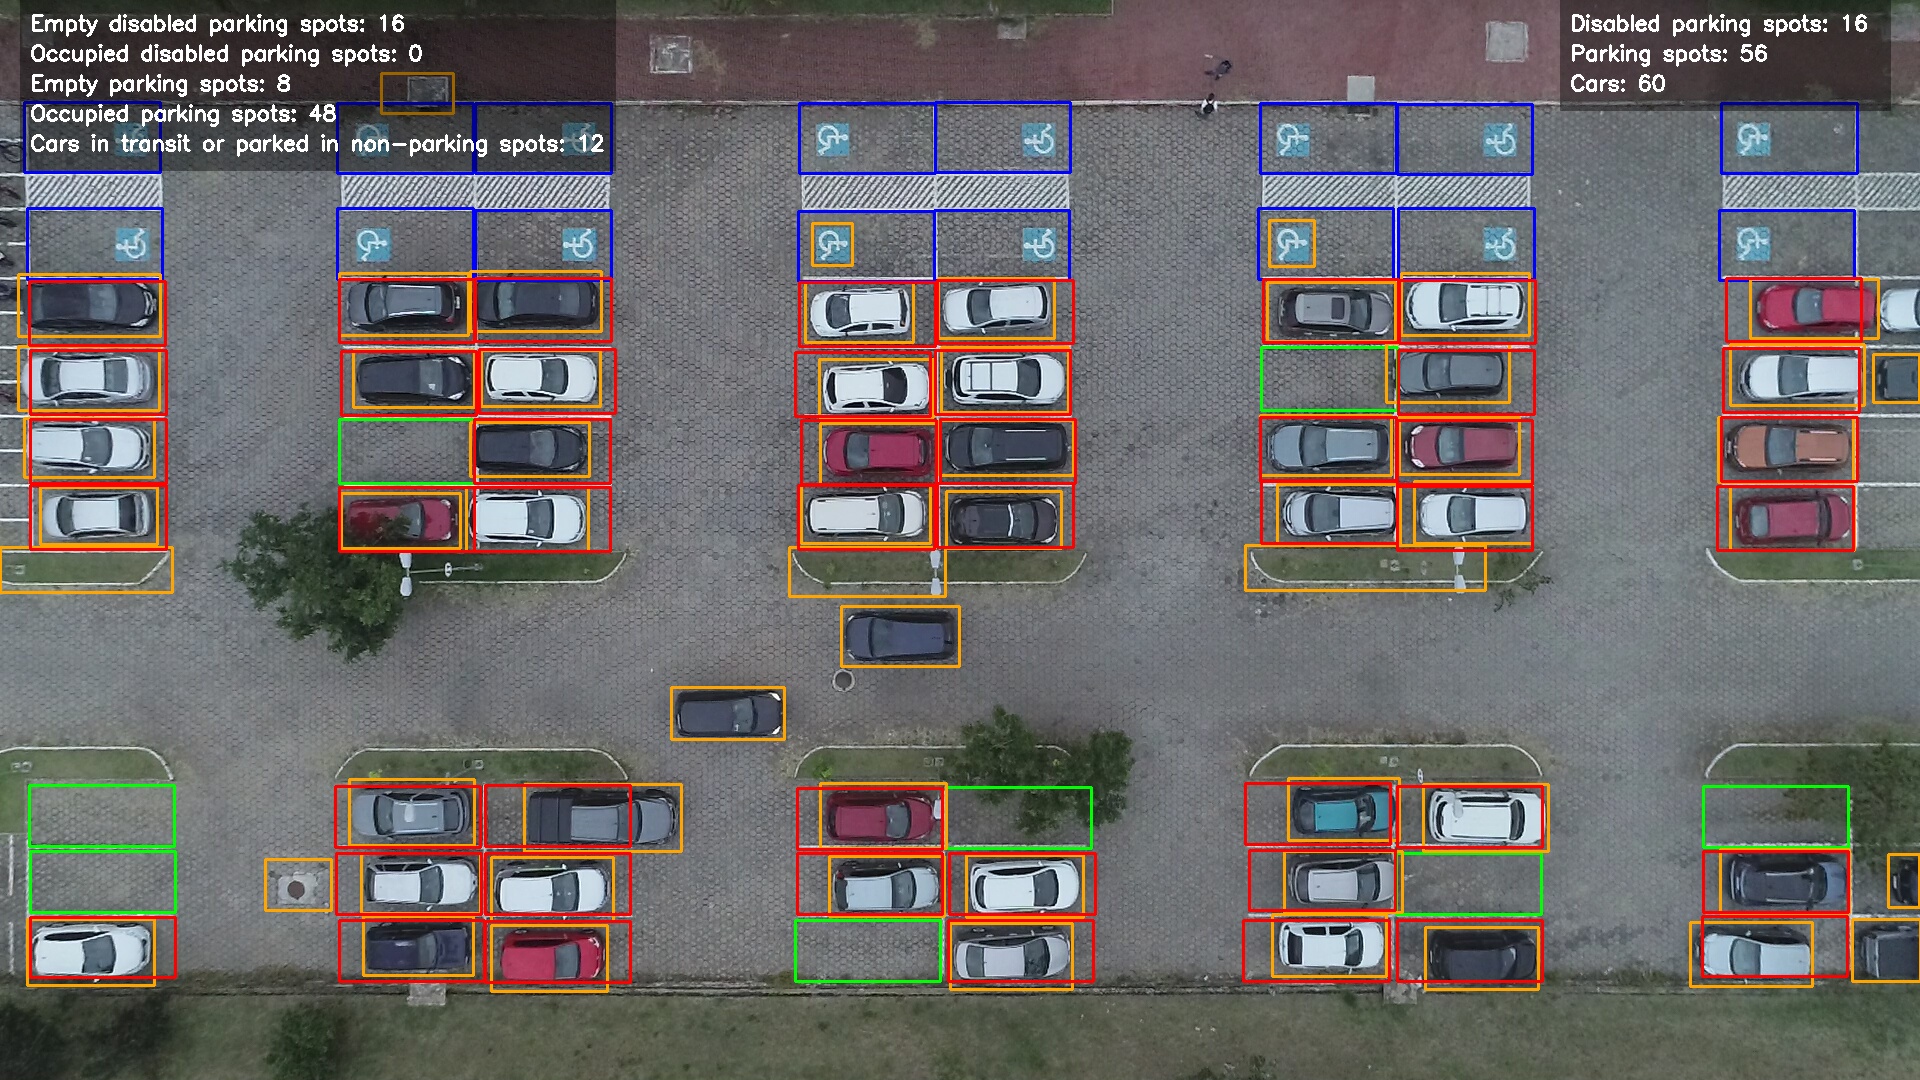 Empty disabled parking spots: 16
Occupied disabled parking spots: 0
Empty parking spots: 8
Occupied parking spots: 48
Cars in transit or parked in non-parking spots: 12
Disabled parking spots: 16
Parking spots: 56
Cars: 60